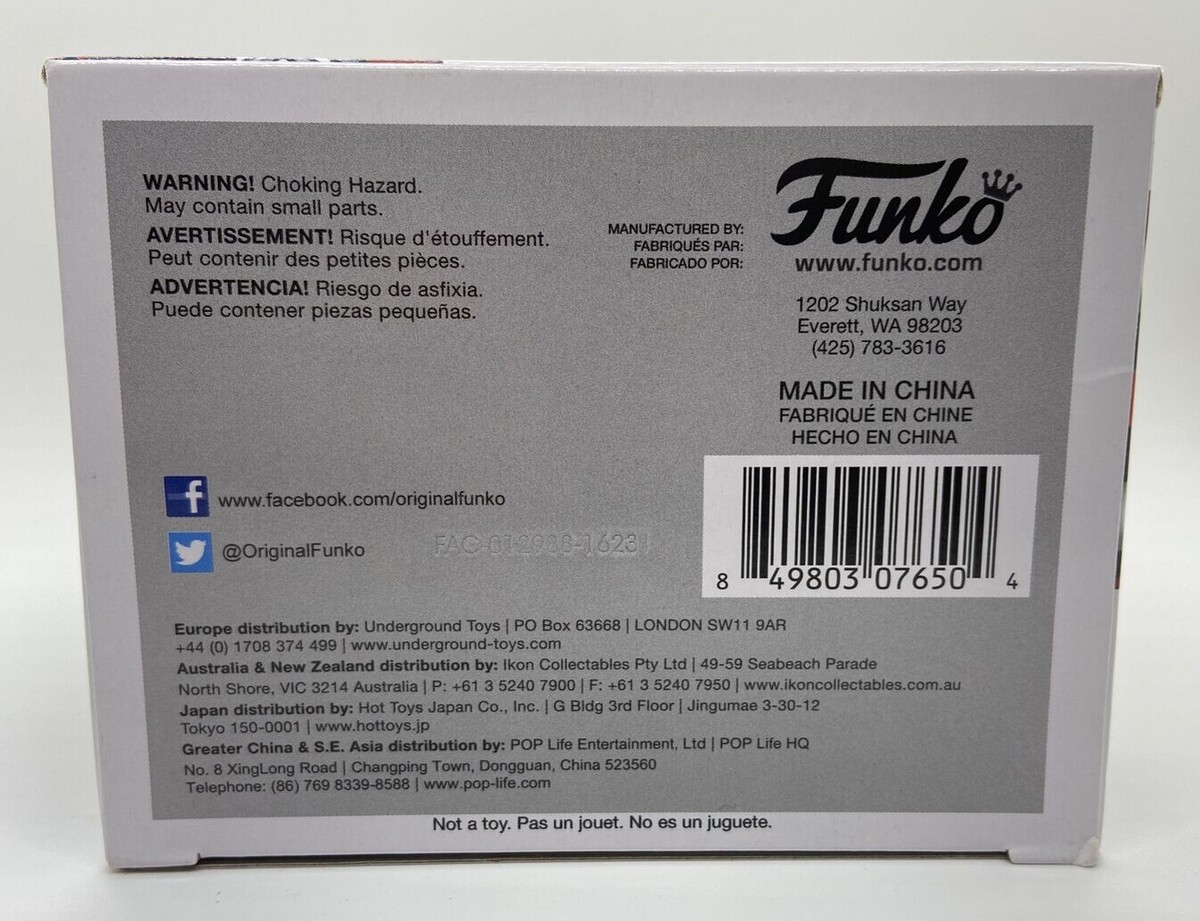 WARNING! Choking Hazard.
May contain small parts.
AVERTISSEMENT! Risque d'étouffement.
Peut contenir des petites pièces.
ADVERTENCIA! Riesgo de asfixia.
Puede contener piezas pequeñas.
MANUFACTURED BY:
FABRIQUÉS PAR:
FABRICADO POR:
Funko
www.funko.com
1202 Shuksan Way
Everett, WA 98203
(425) 783-3616
MADE IN CHINA
FABRIQUÉ EN CHINE
HECHO EN CHINA
f www.facebook.com/originalfunko
@OriginalFunko
8 49803 07650 4
Europe distribution by: Underground Toys | PO Box 63668 | LONDON SW11 9AR
+44 (0) 1708 374 499 | www.underground-toys.com
Australia & New Zealand distribution by: Ikon Collectables Pty Ltd | 49-59 Seabeach Parade
North Shore, VIC 3214 Australia | P: +61 3 5240 7900 | F: +61 3 5240 7950 | www.ikoncollectables.com.au
Japan distribution by: Hot Toys Japan Co., Inc. | G Bldg 3rd Floor | Jingumae 3-30-12
Tokyo 150-0001 | www.hottoys.jp
Greater China & S.E. Asia distribution by: POP Life Entertainment, Ltd | POP Life HQ
No. 8 XingLong Road | Changping Town, Dongguan, China 523560
Telephone: (86) 769 8339-8588 | www.pop-life.com
Not a toy. Pas un jouet. No es un juguete.